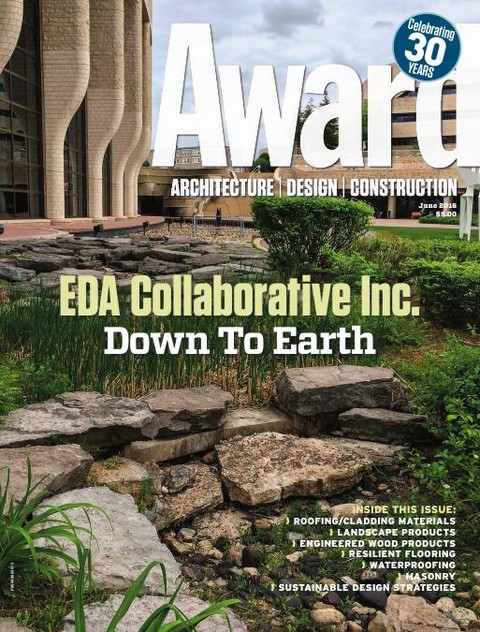 Celebrating
30
YEARS
Award
ARCHITECTURE | DESIGN | CONSTRUCTION
June 2016
$5.00
EDA Collaborative Inc.
Down To Earth
INSIDE THIS ISSUE:
› ROOFING/CLADDING MATERIALS
› LANDSCAPE PRODUCTS
› ENGINEERED WOOD PRODUCTS
› RESILIENT FLOORING
› WATERPROOFING
› MASONRY
› SUSTAINABLE DESIGN STRATEGIES